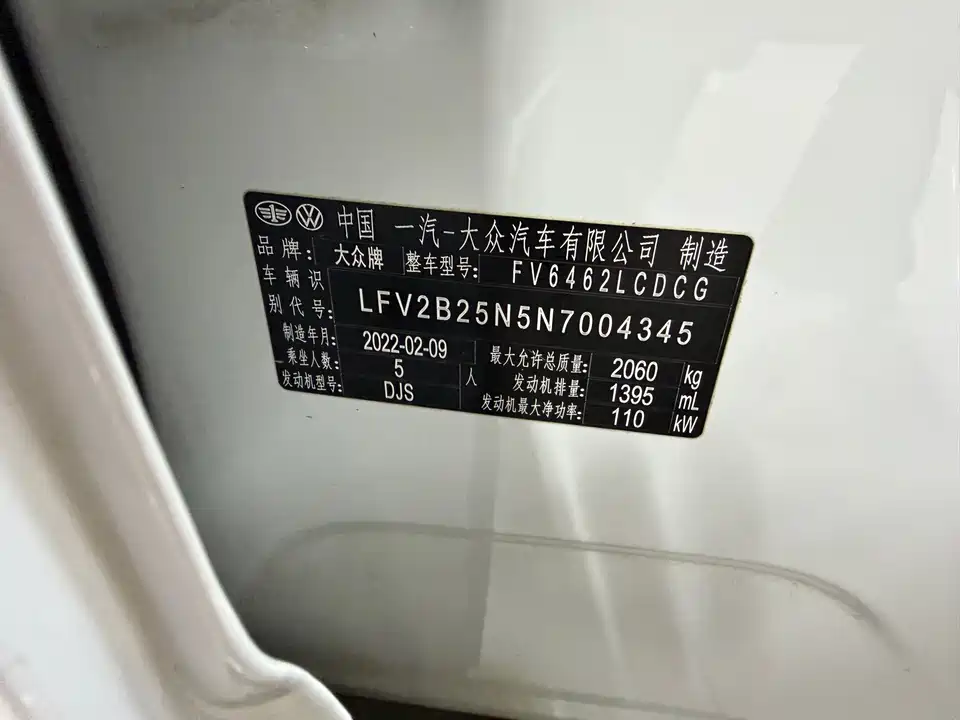 中国 一汽-大众汽车有限公司 制造
品牌: 大众牌 整车型号: FV6462LCDCG
车辆识别代号: LFV2B25N5N7004345
制造年月: 2022-02-09 最大允许总质量: 2060 kg
乘坐人数: 5 人 发动机排量: 1395 mL
发动机型号: DJS 发动机最大净功率: 110 kW